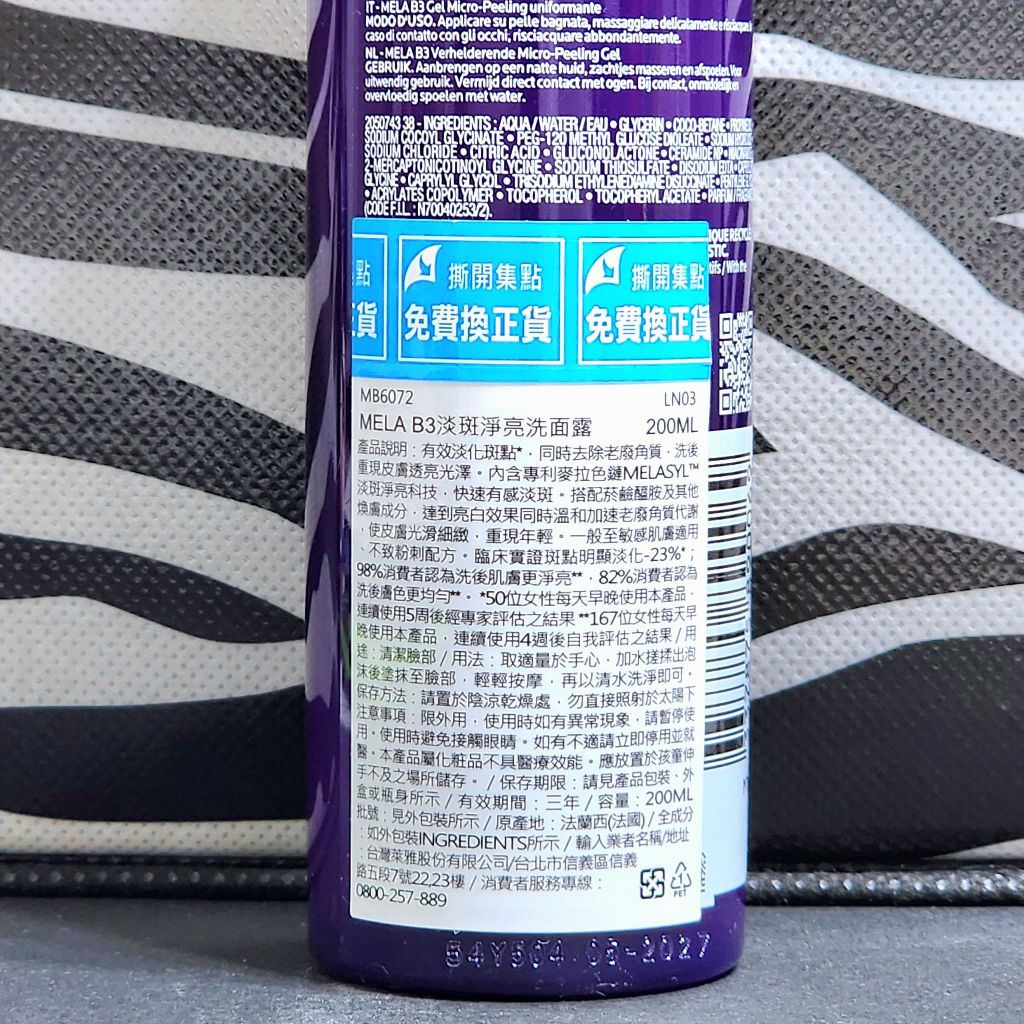 IT - MELA B3 Gel Micro-Peeling uniformante
MODO D'USO. Applicare su pelle bagnata, massaggiare delicatamente e risciacquare. In
caso di contatto con gli occhi, risciacquare abbondantemente.
NL - MELA B3 Verhelderende Micro-Peeling Gel
GEBRUIK. Aanbrengen op een natte huid, zachtjes masseren en afspoelen. Voor
uitwendig gebruik. Vermijd direct contact met ogen. Bij contact, onmiddellijk en
overvloedig spoelen met water.
2050743 38 - INGREDIENTS : AQUA / WATER / EAU • GLYCERIN • COCO-BETAINE •
SODIUM COCOYL GLYCINATE • PEG-120 METHYL GLUCOSE DIOLEATE •
SODIUM CHLORIDE • CITRIC ACID • GLUCONOLACTONE • CERAMIDE NP •
2-MERCAPTONICOTINOYL GLYCINE • SODIUM THIOSULFATE • DISODIUM EDTA •
GLYCINE • CAPRYLYL GLYCOL • TRISODIUM ETHYLENEDIAMINE DISUCCINATE •
• ACRYLATES COPOLYMER • TOCOPHEROL • TOCOPHERYL ACETATE • PARFUM /
(CODE F.I.L. : N70040253/2).
點 撕開集點 撕開集點
貨 免費換正貨 免費換正貨
MB6072 LN03
MELA B3淡斑淨亮洗面露 200ML
產品說明：有效淡化斑點*，同時去除老廢角質，洗後
重現皮膚透亮光澤。內含專利麥拉色鏈MELASYL™
淡斑淨亮科技，快速有感淡斑。搭配菸鹼醯胺及其他
煥膚成分，達到亮白效果同時溫和加速老廢角質代謝
，使皮膚光滑細緻，重現年輕。一般至敏感肌膚適用
、不致粉刺配方。臨床實證斑點明顯淡化-23%*；
98%消費者認為洗後肌膚更淨亮**，82%消費者認為
洗後膚色更均勻**。*50位女性每天早晚使用本產品，
連續使用5周後經專家評估之結果 **167位女性每天早
晚使用本產品，連續使用4週後自我評估之結果 / 用
途：清潔臉部 / 用法：取適量於手心，加水搓揉出泡
沫後塗抹至臉部，輕輕按摩，再以清水洗淨即可。
保存方法：請置於陰涼乾燥處，勿直接照射於太陽下
注意事項：限外用，使用時如有異常現象，請暫停使
用。使用時避免接觸眼睛。如有不適請立即停用並就
醫。本產品屬化粧品不具醫療效能。應放置於孩童伸
手不及之場所儲存。 / 保存期限：請見產品包裝、外
盒或瓶身所示 / 有效期間：三年 / 容量：200ML
批號：見外包裝所示 / 原產地：法蘭西(法國) / 全成分
：如外包裝INGREDIENTS所示 / 輸入業者名稱/地址
：台灣萊雅股份有限公司/台北市信義區信義
路五段7號22,23樓 / 消費者服務專線：
0800-257-889
PET
54Y504 08-2027